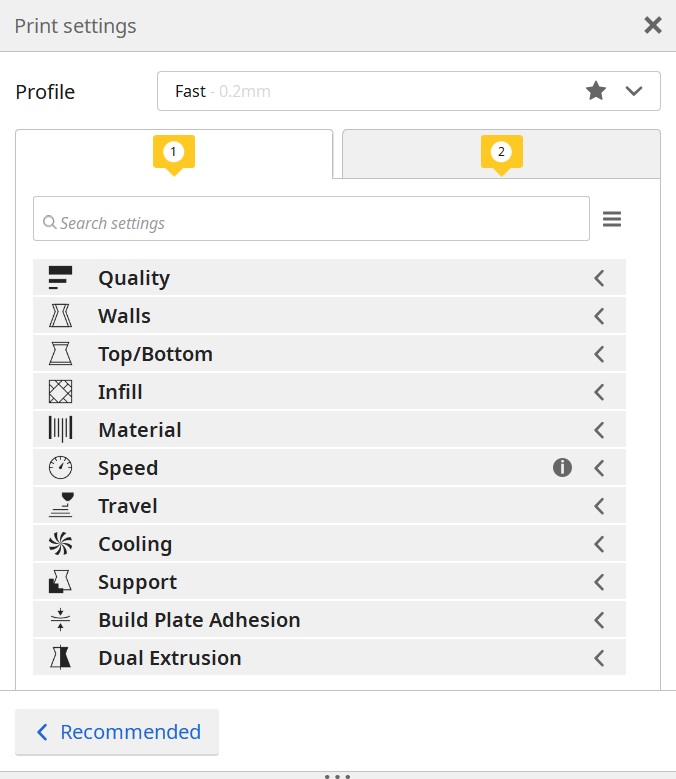 Print settings
Profile
Fast - 0.2mm
1
2
Search settings
Quality
Walls
Top/Bottom
Infill
Material
Speed
Travel
Cooling
Support
Build Plate Adhesion
Dual Extrusion
Recommended